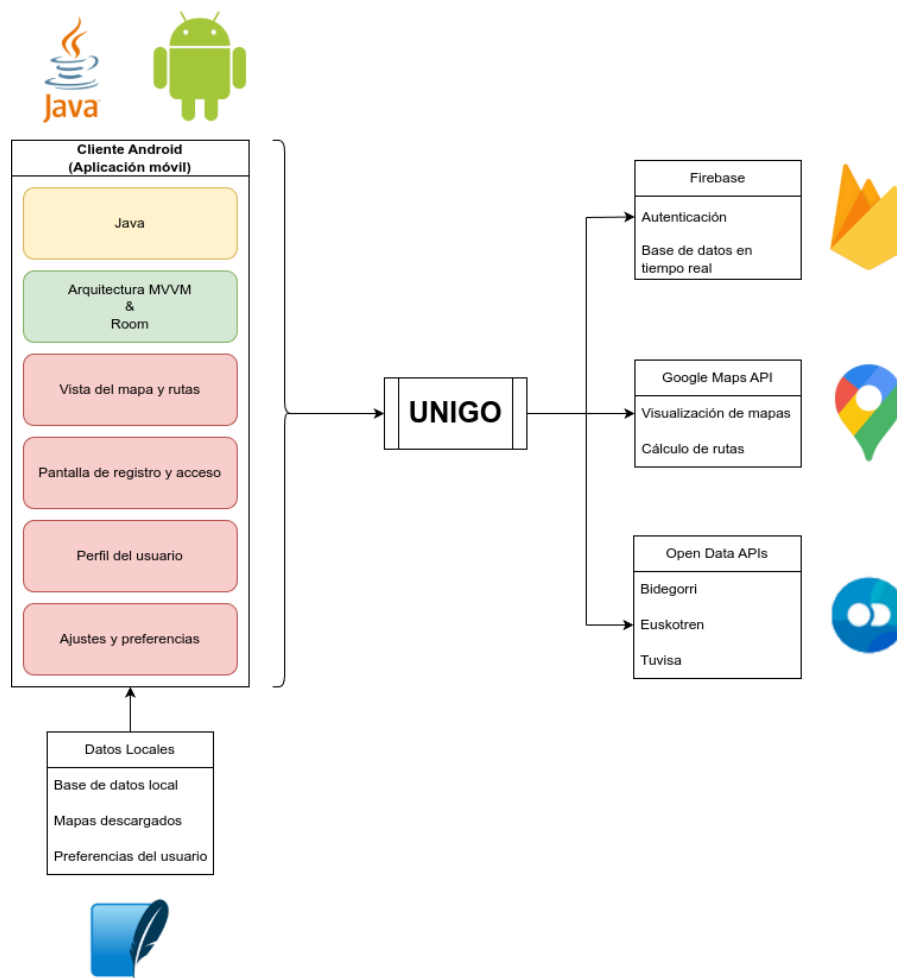 Java
Cliente Android
(Aplicación móvil)
Java
Arquitectura MVVM
&
Room
Vista del mapa y rutas
Pantalla de registro y acceso
Perfil del usuario
Ajustes y preferencias
Datos Locales
Base de datos local
Mapas descargados
Preferencias del usuario
UNIGO
Firebase
Autenticación
Base de datos en
tiempo real
Google Maps API
Visualización de mapas
Cálculo de rutas
Open Data APIs
Bidegorri
Euskotren
Tuvisa